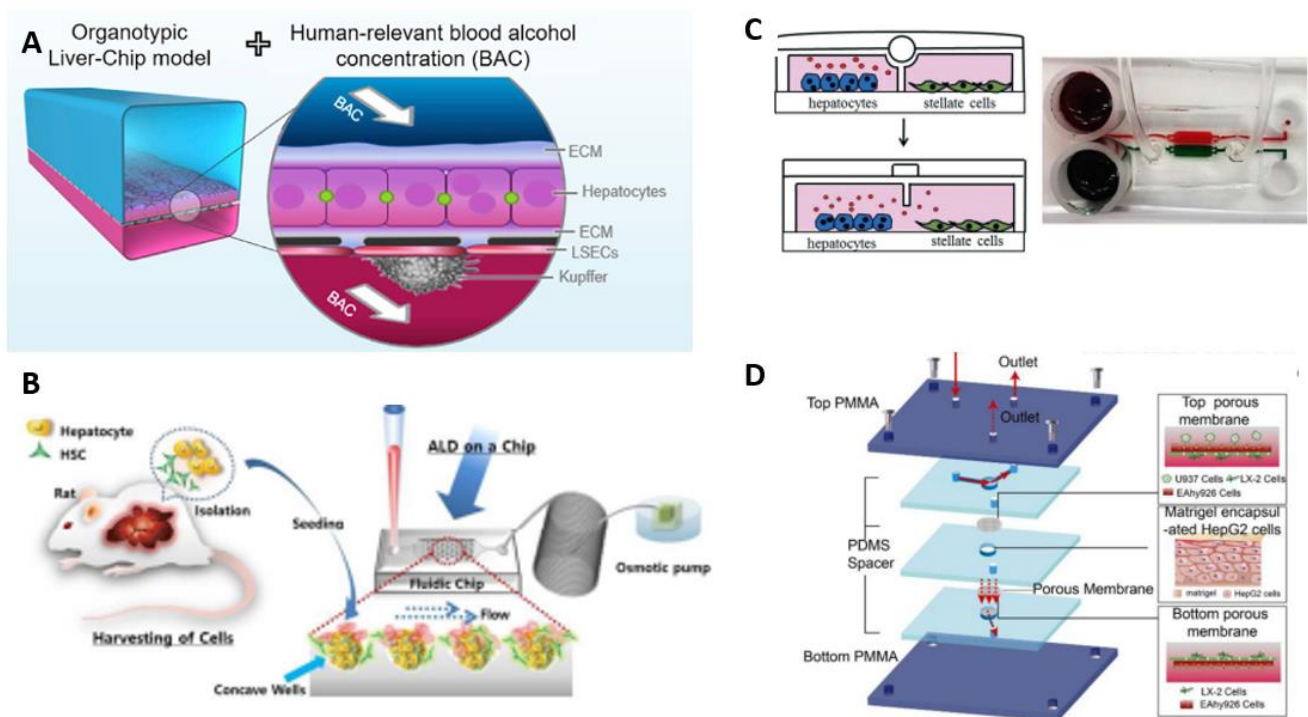 A
Organotypic
Liver-Chip model
Human-relevant blood alcohol
concentration (BAC)
BAC
ECM
Hepatocytes
ECM
LSECs
Kupffer
BAC
B
Hepatocyte
HSC
Rat
Isolation
Seeding
Harvesting of Cells
ALD on a Chip
Fluidic Chip
Osmotic pump
Flow
Concave Wells
C
hepatocytes
stellate cells
hepatocytes
stellate cells
D
Outlet
Top PMMA
Outlet
PDMS
Spacer
Porous Membrane
Bottom PMMA
Top porous
membrane
U937 Cells
LX-2 Cells
EAhy926 Cells
Matrigel encapsul
-ated HepG2 cells
matrigel
HepG2 cells
Bottom porous
membrane
LX-2 Cells
EAhy926 Cells